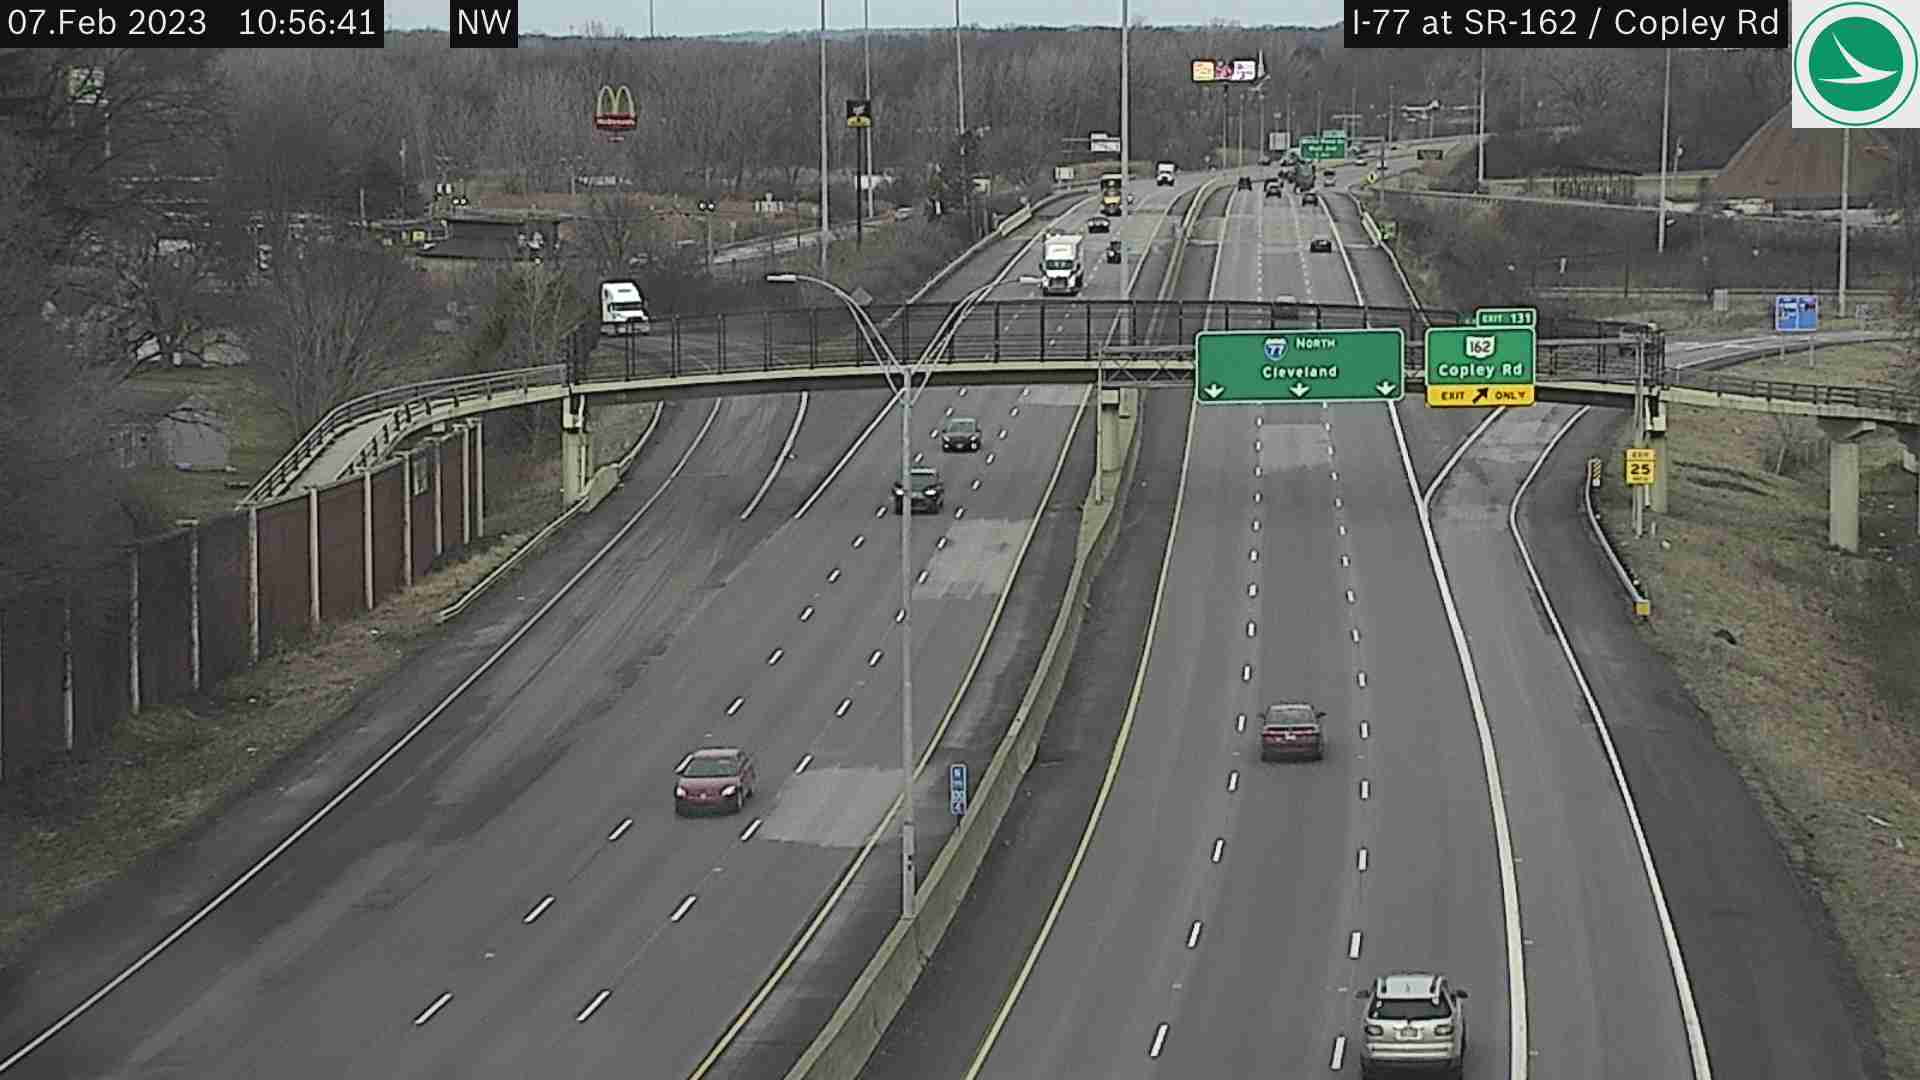 07.Feb 2023 10:56:41
NW
I-77 at SR-162 / Copley Rd
McDonald's
77 NORTH
Cleveland
EXIT 131
162
Copley Rd
EXIT ONLY
EXIT
25